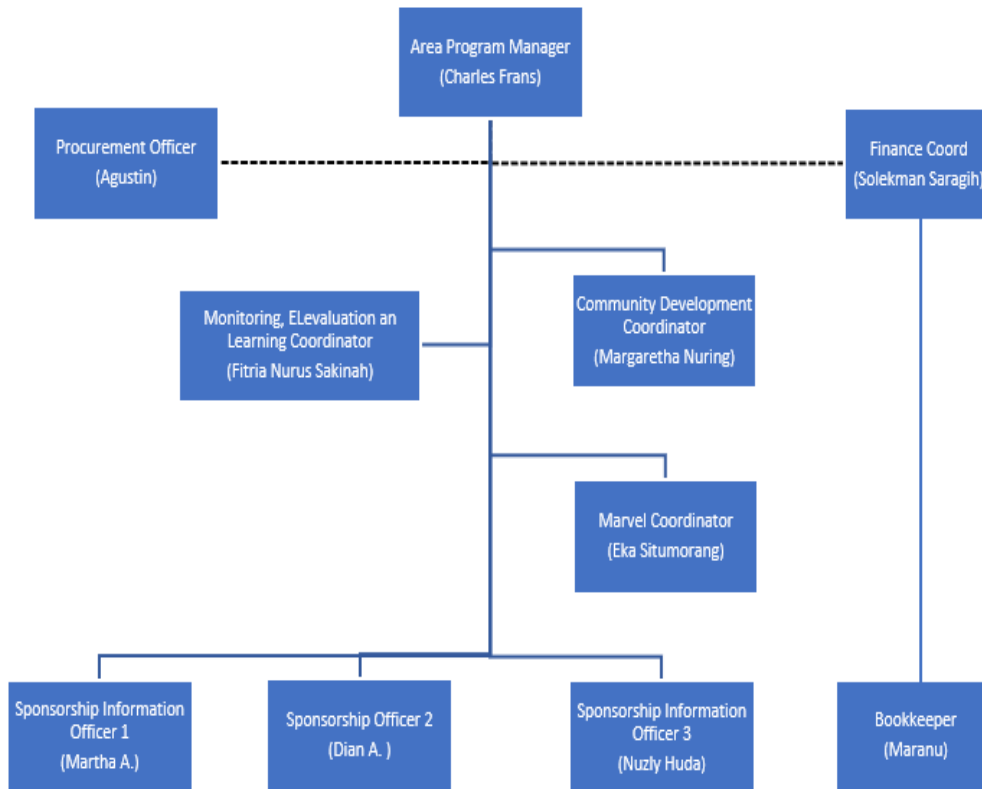 Area Program Manager
(Charles Frans)
Procurement Officer
(Agustin)
Finance Coord
(Solekman Saragih)
Monitoring, ELevaluation an
Learning Coordinator
(Fitria Nurus Sakinah)
Community Development
Coordinator
(Margaretha Nuring)
Marvel Coordinator
(Eka Situmorang)
Sponsorship Information
Officer 1
(Martha A.)
Sponsorship Officer 2
(Dian A. )
Sponsorship Information
Officer 3
(Nuzly Huda)
Bookkeeper
(Maranu)